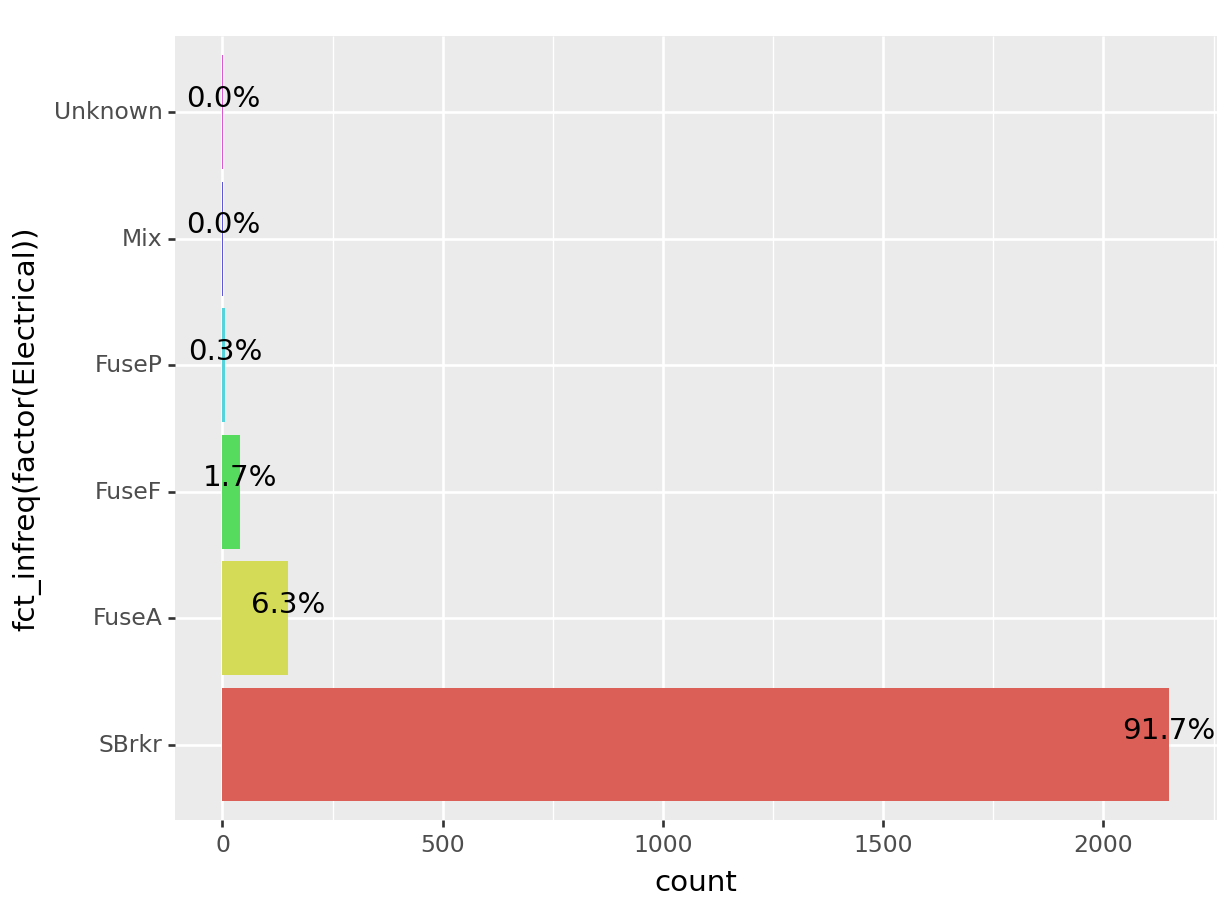 Unknown
0.0%
Mix
0.0%
FuseP
0.3%
FuseF
1.7%
FuseA
6.3%
SBrkr
91.7%
fct_infreq(factor(Electrical))
0 500 1000 1500 2000
count